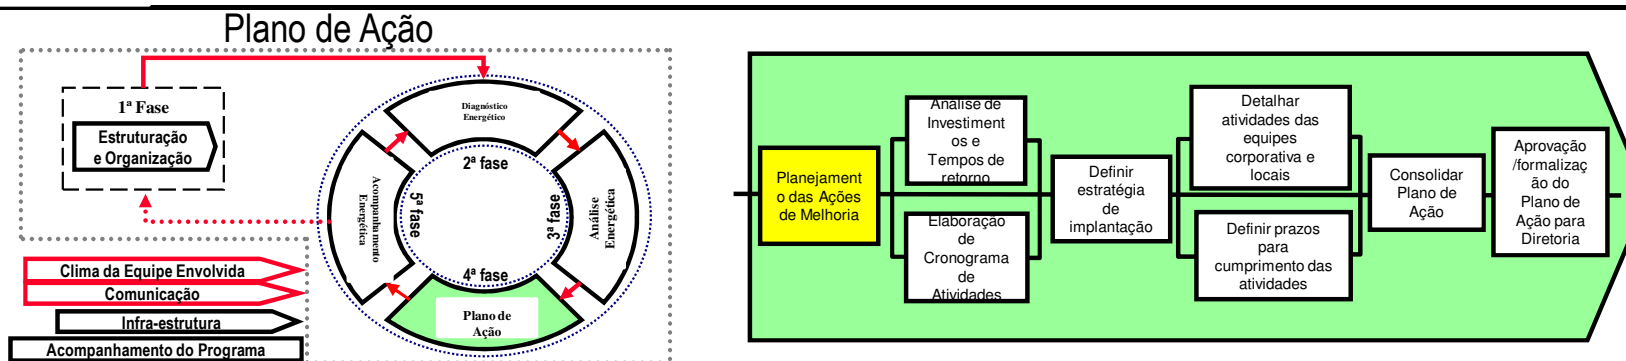 Plano de Ação
1ª Fase
Estruturação
e Organização
Diagnóstico
Energético
2ª fase
Análise
Energética
3ª fase
4ª fase
Plano de
Ação
Acompanhamento
Energética
5ª fase
Clima da Equipe Envolvida
Comunicação
Infra-estrutura
Acompanhamento do Programa
Planejament
o das Ações
de Melhoria
Análise de
Investiment
os e
Tempos de
retorno
Elaboração
de
Cronograma
de
Atividades
Definir
estratégia
de
implantação
Detalhar
atividades das
equipes
corporativa e
locais
Definir prazos
para
cumprimento das
atividades
Consolidar
Plano de
Ação
Aprovação
/formalizaç
ão do
Plano de
Ação para
Diretoria